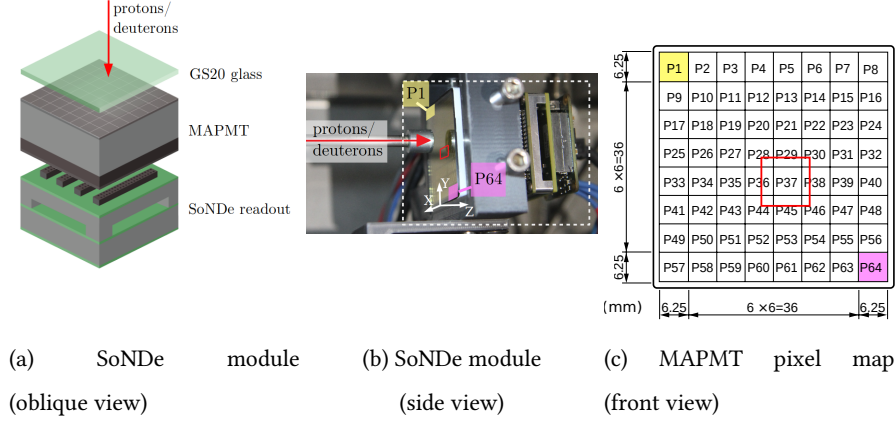 protons/
deuterons
GS20 glass
MAPMT
SoNDe readout
P1
protons/
deuterons
P64
Y
X
Z
6.25
6 ×6=36
6.25
P1 P2 P3 P4 P5 P6 P7 P8
P9 P10 P11 P12 P13 P14 P15 P16
P17 P18 P19 P20 P21 P22 P23 P24
P25 P26 P27 P28 P29 P30 P31 P32
P33 P34 P35 P36 P37 P38 P39 P40
P41 P42 P43 P44 P45 P46 P47 P48
P49 P50 P51 P52 P53 P54 P55 P56
P57 P58 P59 P60 P61 P62 P63 P64
(mm) 6.25 6 ×6=36 6.25
(a) SoNDe module
(oblique view)
(b) SoNDe module
(side view)
(c) MAPMT pixel map
(front view)